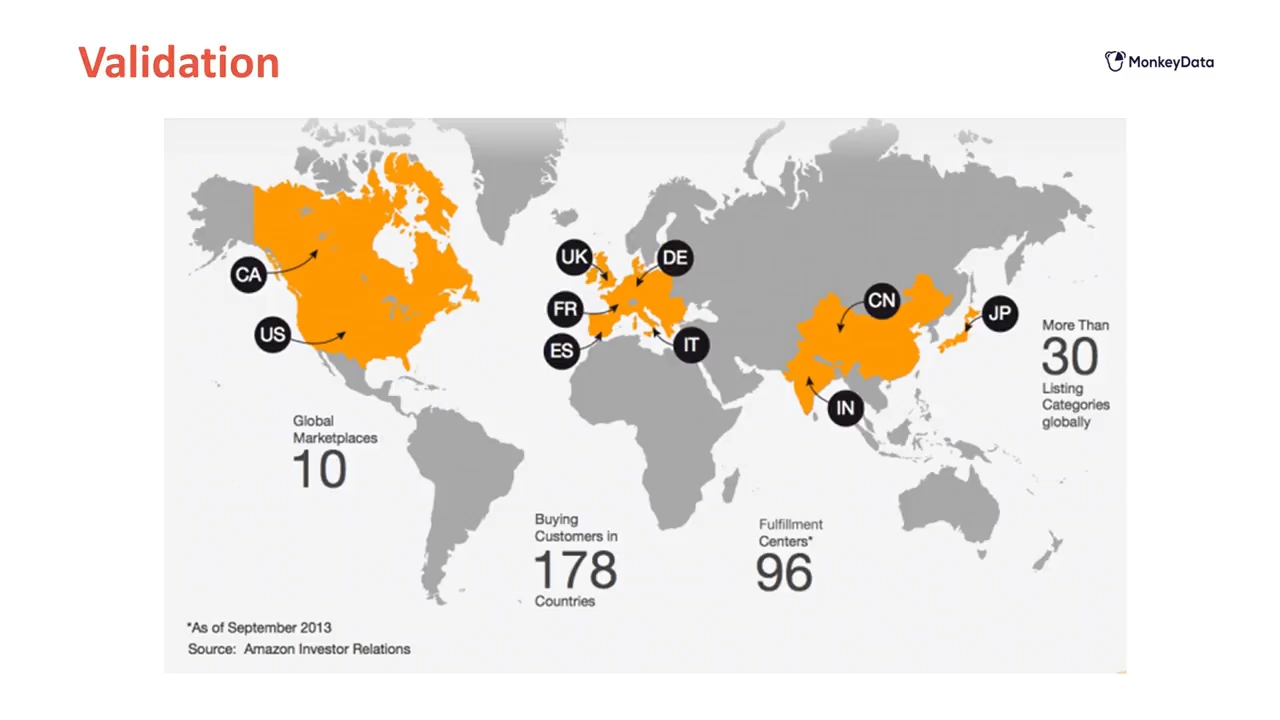 Validation
MonkeyData
UK
DE
CA
FR
CN
JP
US
ES
IT
IN
More Than
30
Listing
Categories
globally
Global
Marketplaces
10
Buying
Customers in
178
Countries
Fulfillment
Centers*
96
*As of September 2013
Source: Amazon Investor Relations